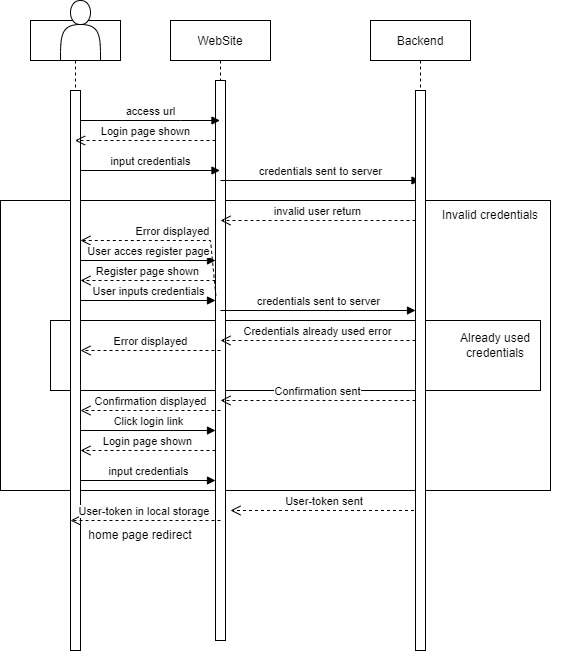 WebSite
Backend
access url
Login page shown
input credentials
credentials sent to server
invalid user return
Invalid credentials
Error displayed
User acces register page
Register page shown
User inputs credentials
credentials sent to server
Credentials already used error
Already used
credentials
Error displayed
Confirmation sent
Confirmation displayed
Click login link
Login page shown
input credentials
User-token sent
User-token in local storage
home page redirect